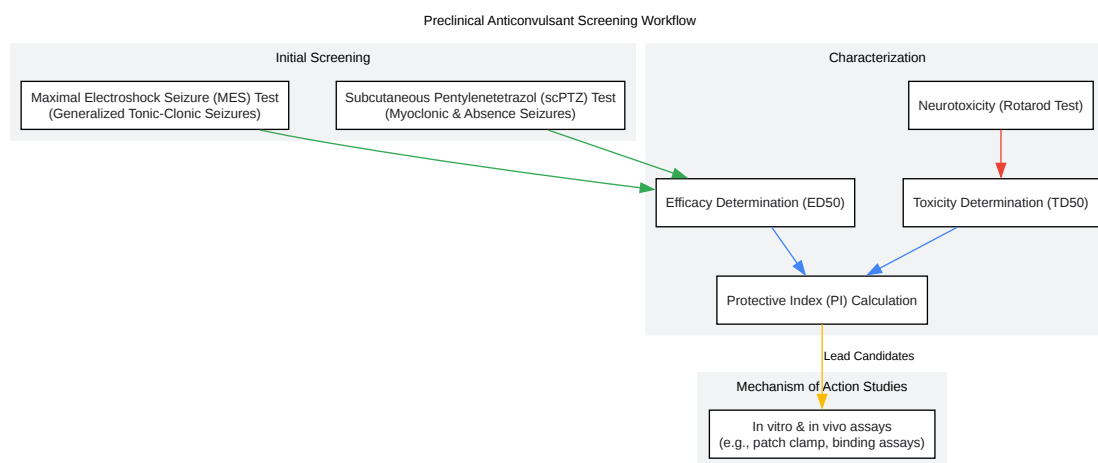 Preclinical Anticonvulsant Screening Workflow
Initial Screening
Maximal Electroshock Seizure (MES) Test
(Generalized Tonic-Clonic Seizures)
Subcutaneous Pentylenetetrazol (scPTZ) Test
(Myoclonic & Absence Seizures)
Characterization
Neurotoxicity (Rotarod Test)
Efficacy Determination (ED50)
Toxicity Determination (TD50)
Protective Index (PI) Calculation
Lead Candidates
Mechanism of Action Studies
In vitro & in vivo assays
(e.g., patch clamp, binding assays)